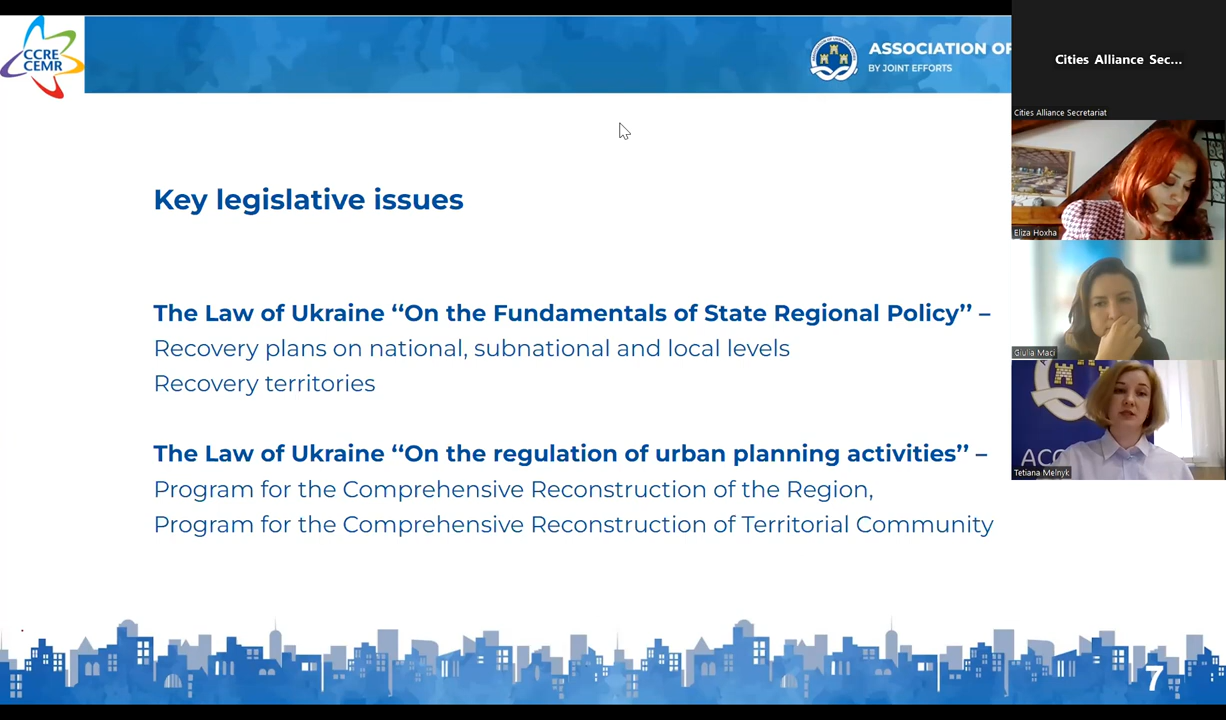 CCRE
CEMR
ASSOCIATION OF
BY JOINT EFFORTS
Cities Alliance Sec...
Cities Alliance Secretariat
Eliza Hoxha
Giulia Maci
Tetiana Melnyk
Key legislative issues
The Law of Ukraine ‘‘On the Fundamentals of State Regional Policy’’ –
Recovery plans on national, subnational and local levels
Recovery territories
The Law of Ukraine ‘‘On the regulation of urban planning activities’’ –
Program for the Comprehensive Reconstruction of the Region,
Program for the Comprehensive Reconstruction of Territorial Community
7